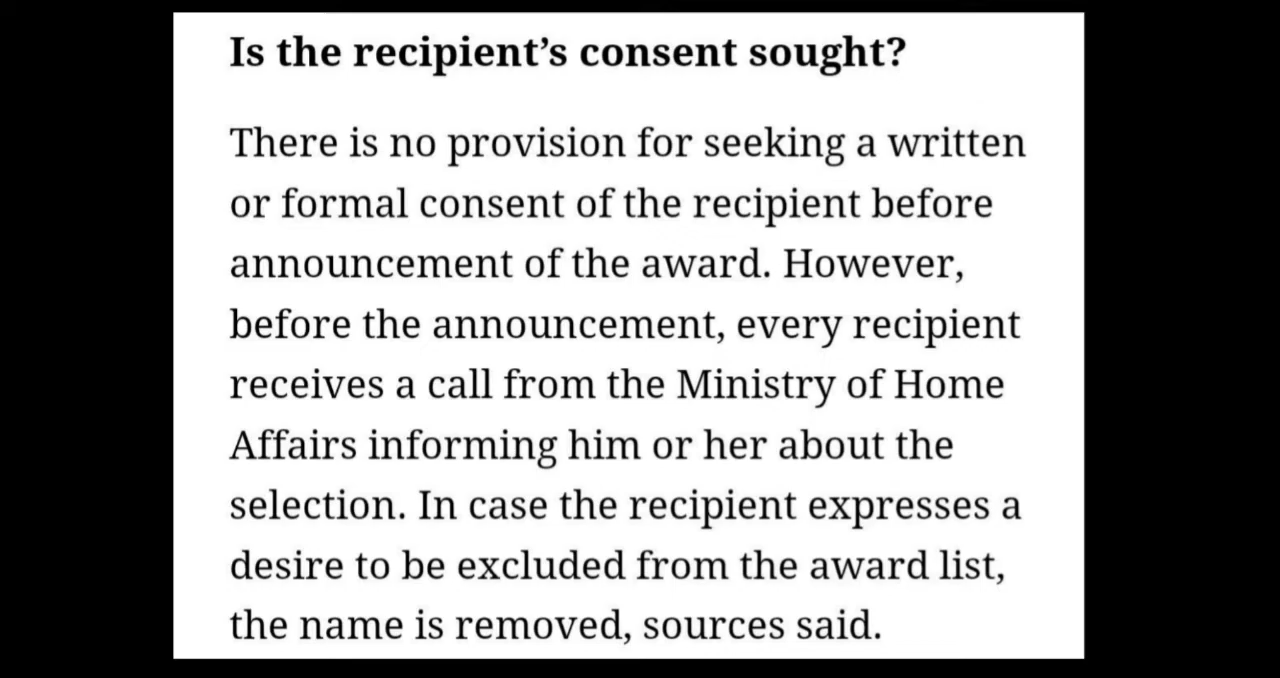 Is the recipient’s consent sought?
There is no provision for seeking a written
or formal consent of the recipient before
announcement of the award. However,
before the announcement, every recipient
receives a call from the Ministry of Home
Affairs informing him or her about the
selection. In case the recipient expresses a
desire to be excluded from the award list,
the name is removed, sources said.